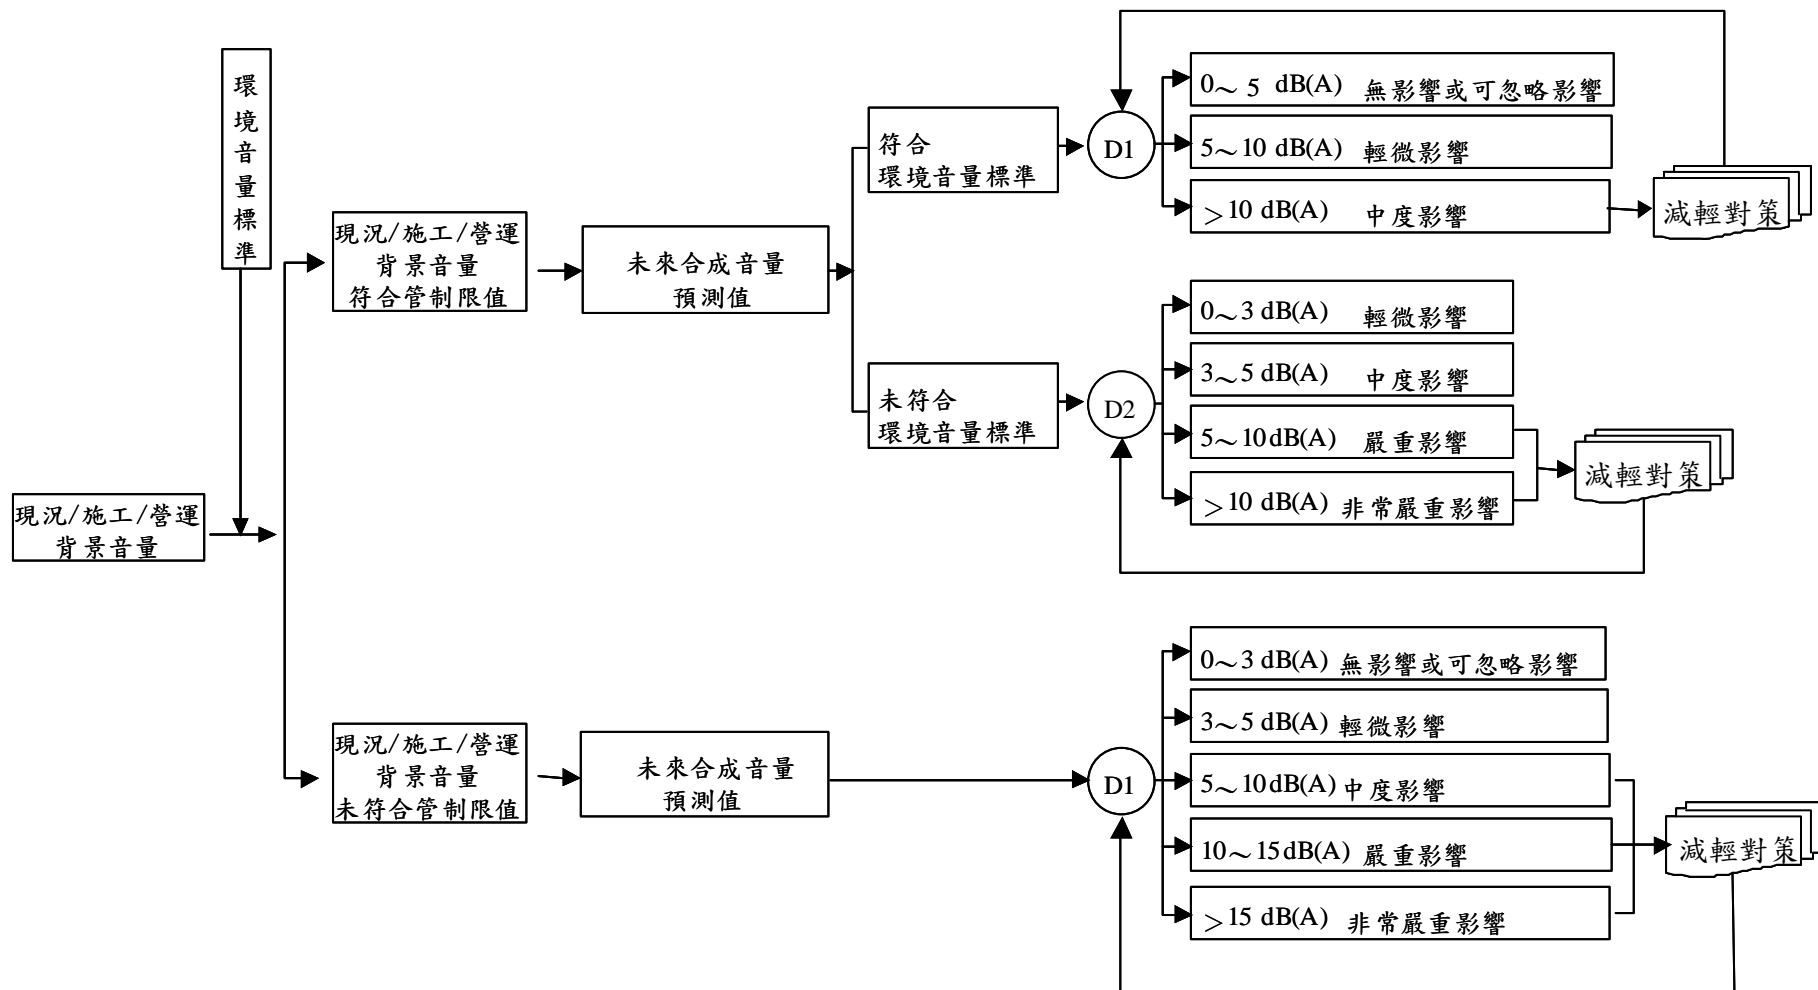 環境音量標準
現況/施工/營運
背景音量
現況/施工/營運
背景音量
符合管制限值
未來合成音量
預測值
符合
環境音量標準
D1
0～ 5 dB(A) 無影響或可忽略影響
5～10 dB(A) 輕微影響
＞10 dB(A) 中度影響
減輕對策
未符合
環境音量標準
D2
0～3 dB(A) 輕微影響
3～5 dB(A) 中度影響
5～10dB(A) 嚴重影響
＞10 dB(A) 非常嚴重影響
減輕對策
現況/施工/營運
背景音量
未符合管制限值
未來合成音量
預測值
D1
0～3 dB(A) 無影響或可忽略影響
3～5 dB(A) 輕微影響
5～10dB(A) 中度影響
10～15dB(A) 嚴重影響
＞15 dB(A) 非常嚴重影響
減輕對策